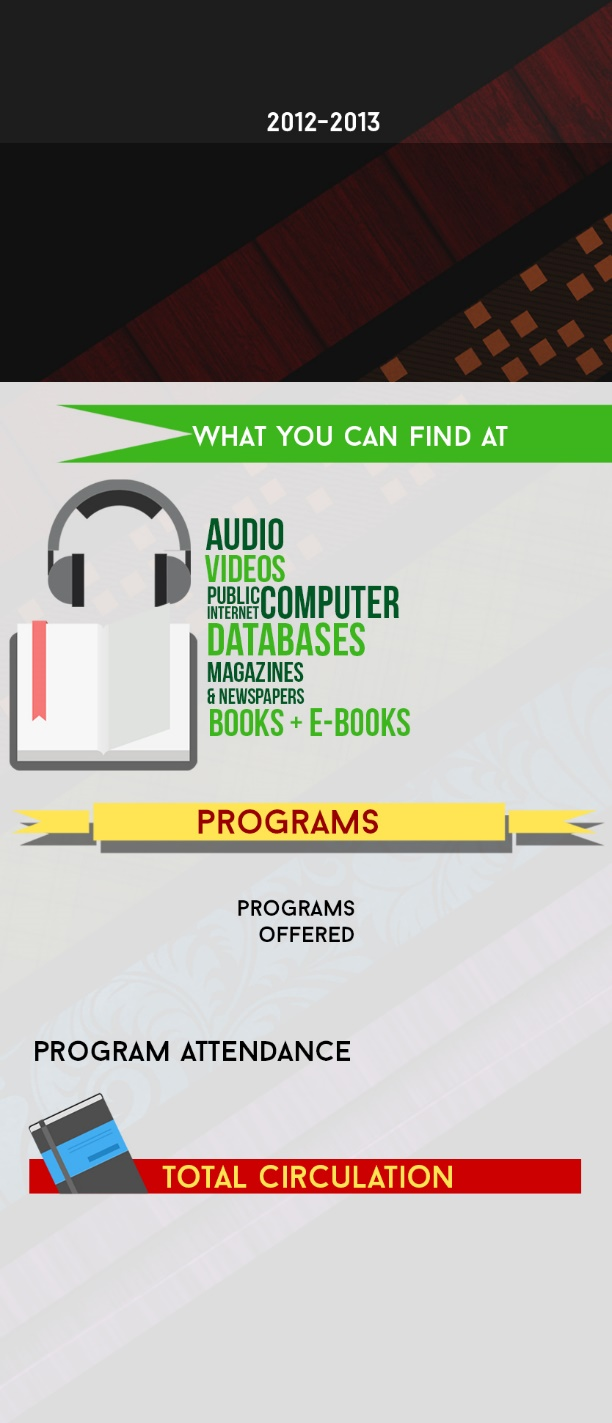 2012-2013
WHAT YOU CAN FIND AT
AUDIO
VIDEOS
PUBLIC INTERNET COMPUTER
DATABASES
MAGAZINES
& NEWSPAPERS
BOOKS + E-BOOKS
PROGRAMS
PROGRAMS
OFFERED
PROGRAM ATTENDANCE
TOTAL CIRCULATION